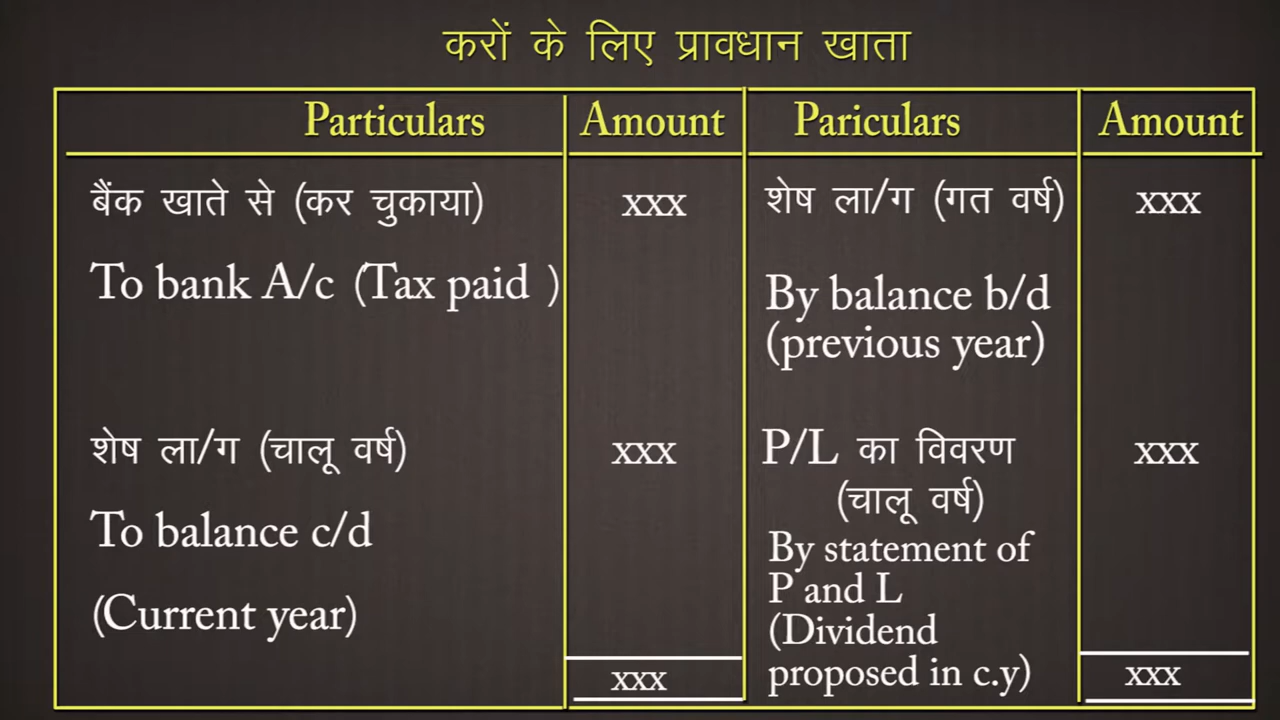 करों के लिए प्रावधान खाता
Particulars Amount Pariculars Amount
बैंक खाते से (कर चुकाया) xxx
To bank A/c (Tax paid )
शेष ला/ग (चालू वर्ष) xxx
To balance c/d
(Current year)
xxx
शेष ला/ग (गत वर्ष) xxx
By balance b/d
(previous year)
P/L का विवरण xxx
(चालू वर्ष)
By statement of
P and L
(Dividend
proposed in c.y) xxx